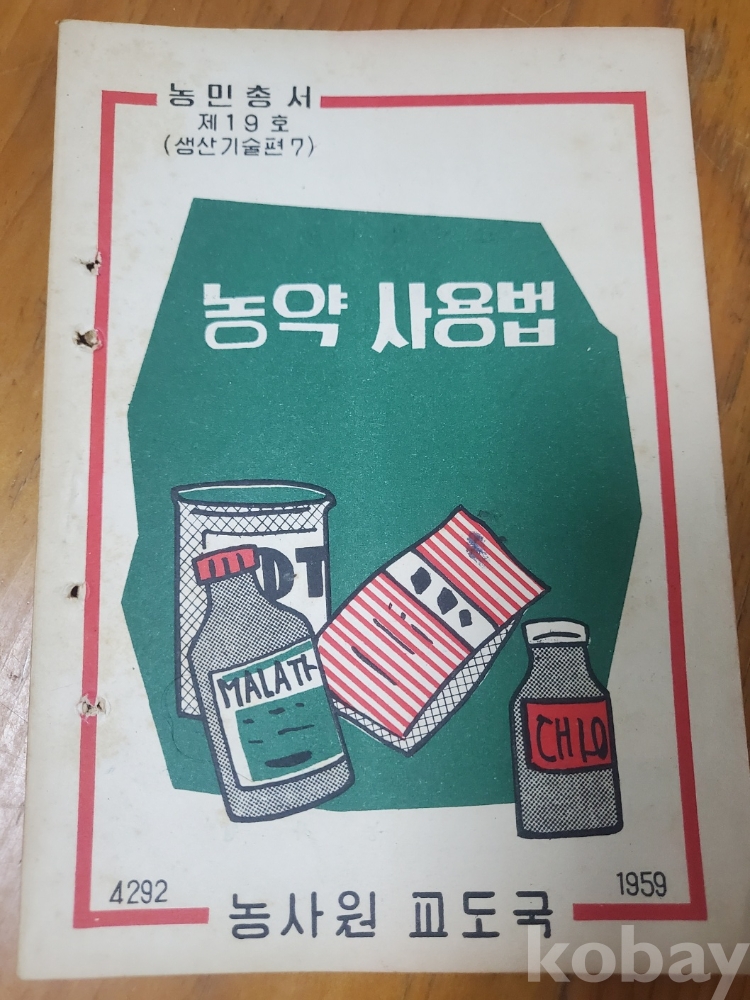 농민총서
제19호
(생산기술편7)
농약 사용법
DT
MALATA
CHLO
4292
1959
농사원 교도국
kobay